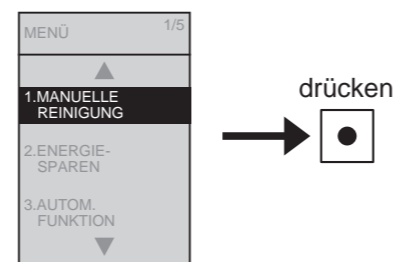 MENÜ 1/5
1.MANUELLE
REINIGUNG
2.ENERGIE-
SPAREN
3.AUTOM.
FUNKTION
drücken